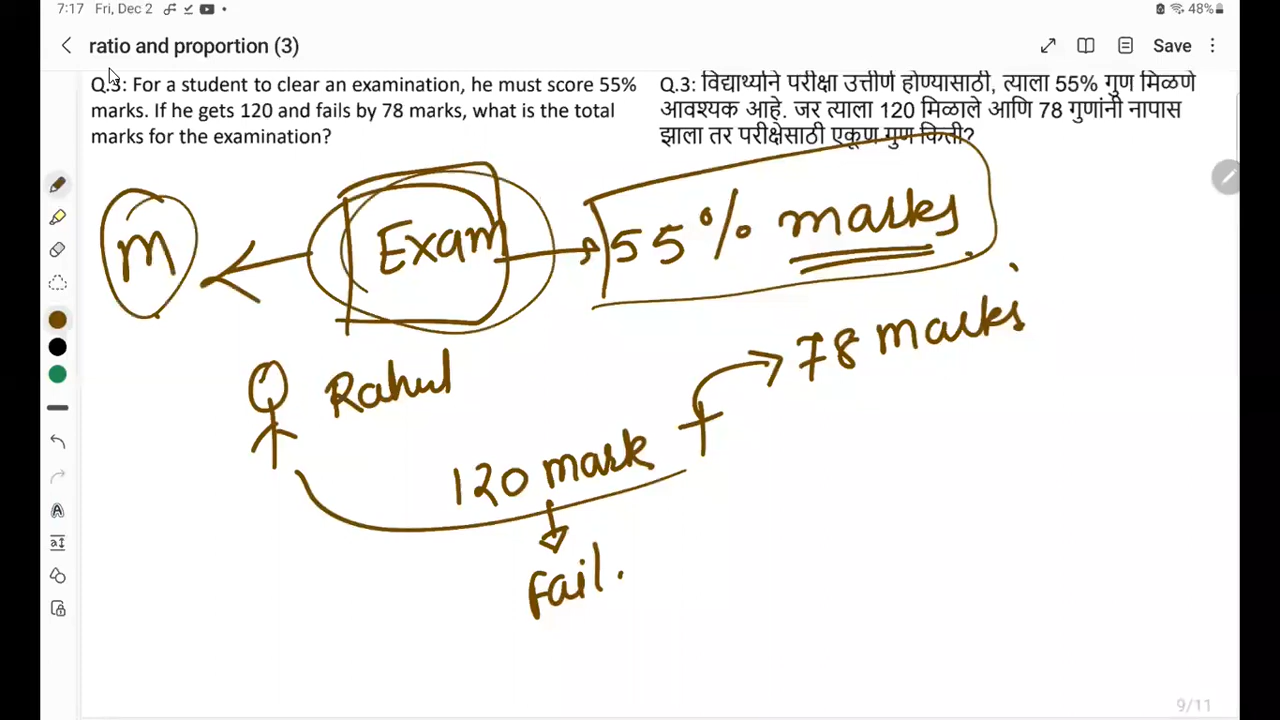 7:17 Fri, Dec 2
48%
ratio and proportion (3)
Save
Q.3: For a student to clear an examination, he must score 55%
marks. If he gets 120 and fails by 78 marks, what is the total
marks for the examination?
Q.3: विद्यार्थ्याने परीक्षा उत्तीर्ण होण्यासाठी, त्याला 55% गुण मिळणे
आवश्यक आहे. जर त्याला 120 मिळाले आणि 78 गुणांनी नापास
झाला तर परीक्षेसाठी एकूण गुण किती?
m
Exam
55% marks
Rahul
78 marks
120 mark
fail.
9/11